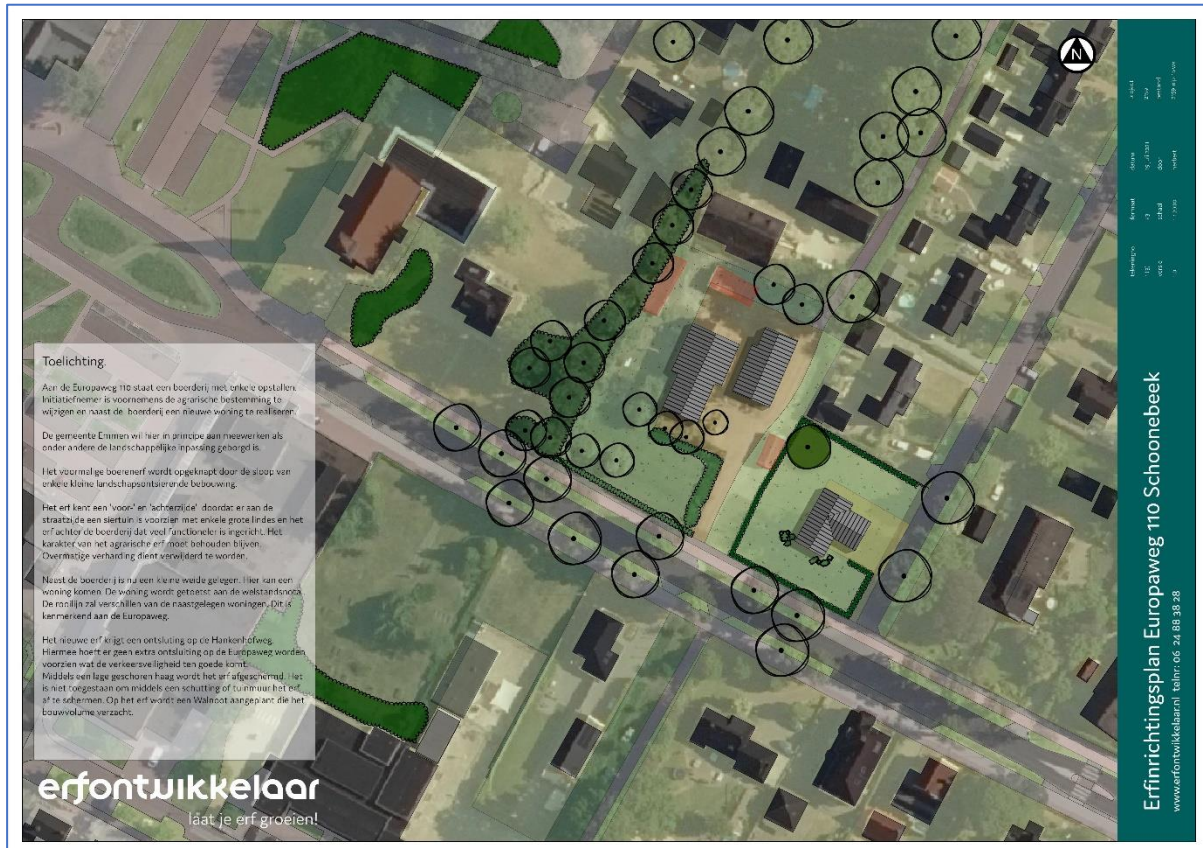 N
Toelichting.
Aan de Europaweg 110 staat een boerderij met enkele opstallen.
Initiatiefnemer is voornemens de agrarische bestemming te
wijzigen en naast de boerderij een nieuwe woning te realiseren.
De gemeente Emmen wil hier in principe aan meewerken als
onder andere de landschappelijke inpassing geborgd is.
Het voormalige boerenerf wordt opgeknapt door de sloop van
enkele kleine landschapsontsierende bebouwing.
Het erf kent een 'voor-' en 'achterzijde' doordat er aan de
straatzijde een siertuin is voorzien met enkele grote lindes en het
erf achter de boerderij dat veel functioneler is ingericht. Het
karakter van het agrarische erf moet behouden blijven.
Overmatige verharding dient verwijderd te worden.
Naast de boerderij is nu een kleine weide gelegen. Hier kan een
woning komen. De woning wordt getoetst aan de welstandsnota.
De rooilijn zal verschillen van de naastgelegen woningen. Dit is
kenmerkend aan de Europaweg.
Het nieuwe erf krijgt een ontsluting op de Hankenhofweg.
Hiermee hoeft er geen extra ontsluiting op de Europaweg worden
voorzien wat de verkeersveiligheid ten goede komt.
Middels een lage geschoren haag wordt het erf afgeschermd. Het
is niet toegestaan om middels een schutting of tuinmuur het erf
af te schermen. Op het erf wordt een Walnoot aangeplant die het
bouwvolume verzacht.
erfontwikkelaar
laat je erf groeien!
Erfinrichtingsplan Europaweg 110 Schoonebeek
www.erfontwikkelaar.nl telnr: 06 24 88 38 28